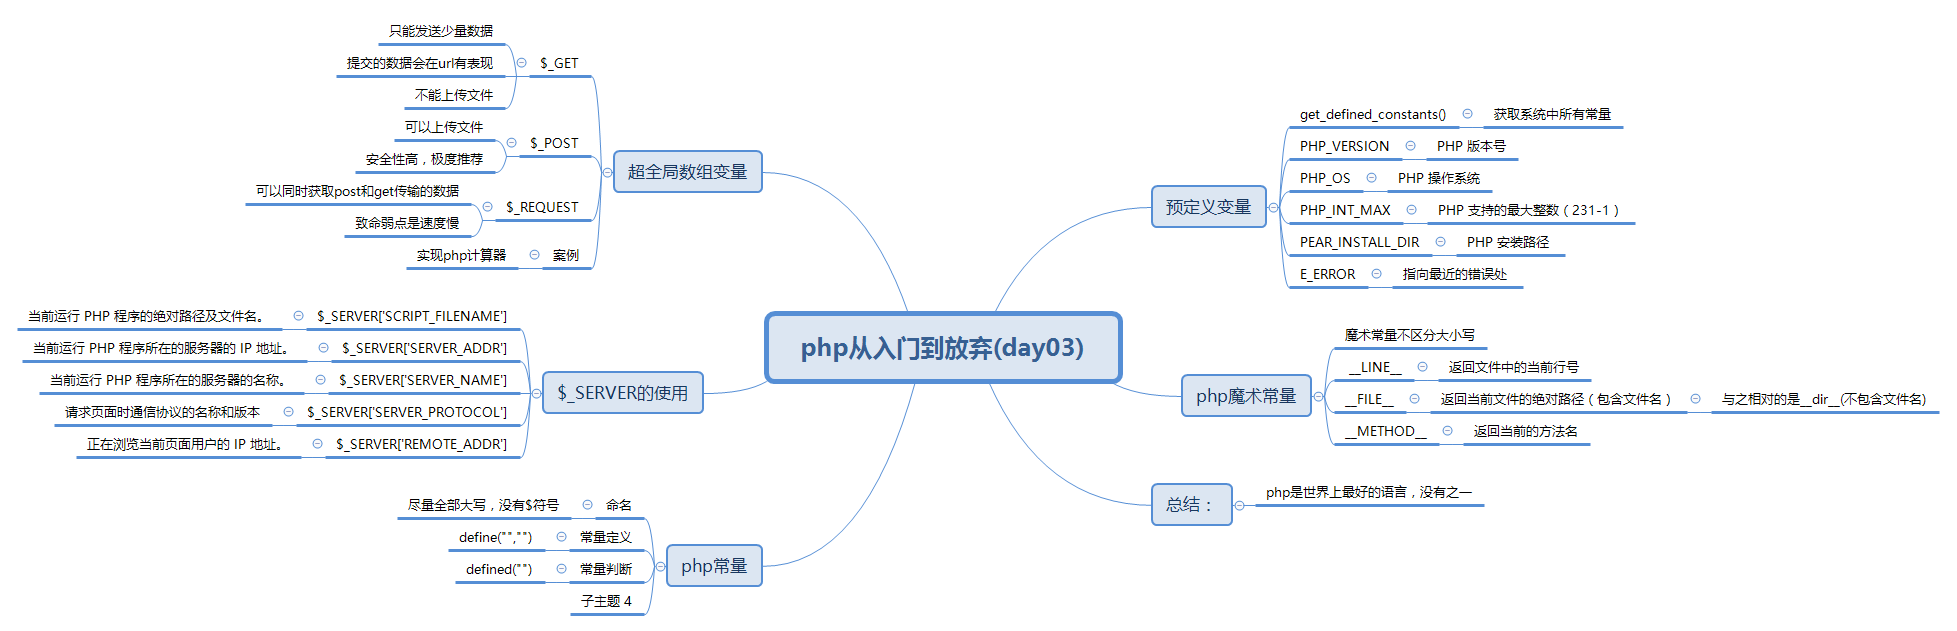 php从入门到放弃(day03)
预定义变量
get_defined_constants()
获取系统中所有常量
PHP_VERSION
PHP 版本号
PHP_OS
PHP 操作系统
PHP_INT_MAX
PHP 支持的最大整数（231-1）
PEAR_INSTALL_DIR
PHP 安装路径
E_ERROR
指向最近的错误处
php魔术常量
魔术常量不区分大小写
__LINE__
返回文件中的当前行号
__FILE__
返回当前文件的绝对路径（包含文件名）
与之相对的是__dir__(不包含文件名)
__METHOD__
返回当前的方法名
总结：
php是世界上最好的语言，没有之一
超全局数组变量
$_GET
只能发送少量数据
提交的数据会在url有表现
不能上传文件
$_POST
可以上传文件
安全性高，极度推荐
$_REQUEST
可以同时获取post和get传输的数据
致命弱点是速度慢
案例
实现php计算器
$_SERVER的使用
$_SERVER['SCRIPT_FILENAME']
当前运行 PHP 程序的绝对路径及文件名。
$_SERVER['SERVER_ADDR']
当前运行 PHP 程序所在的服务器的 IP 地址。
$_SERVER['SERVER_NAME']
当前运行 PHP 程序所在的服务器的名称。
$_SERVER['SERVER_PROTOCOL']
请求页面时通信协议的名称和版本
$_SERVER['REMOTE_ADDR']
正在浏览当前页面用户的 IP 地址。
php常量
命名
尽量全部大写，没有$符号
常量定义
define("","")
常量判断
defined("")
子主题 4